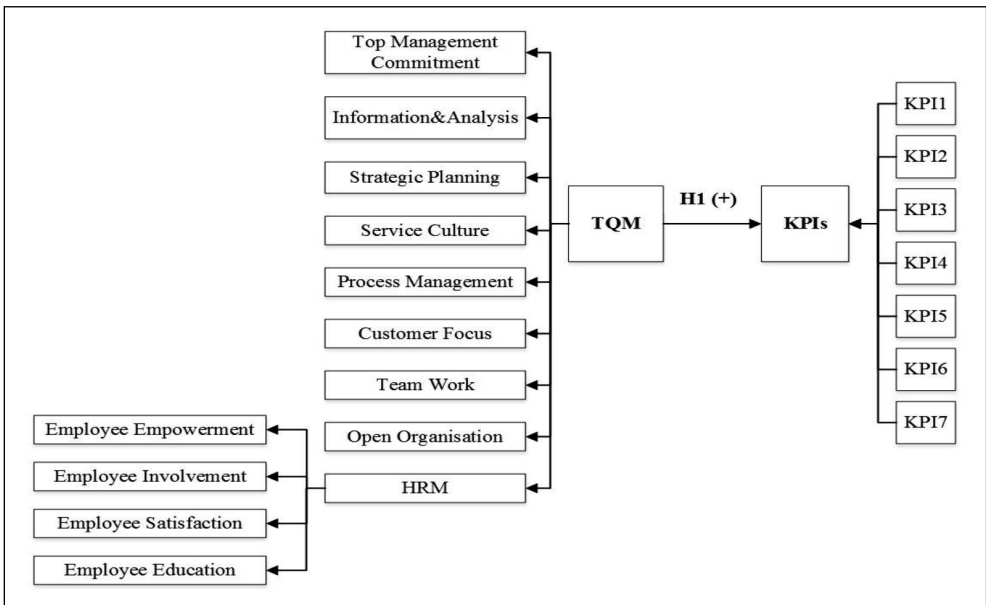 Top Management
Commitment
Information&Analysis
Strategic Planning
Service Culture
Process Management
Customer Focus
Team Work
Open Organisation
HRM
Employee Empowerment
Employee Involvement
Employee Satisfaction
Employee Education
TQM
H1 (+)
KPIs
KPI1
KPI2
KPI3
KPI4
KPI5
KPI6
KPI7